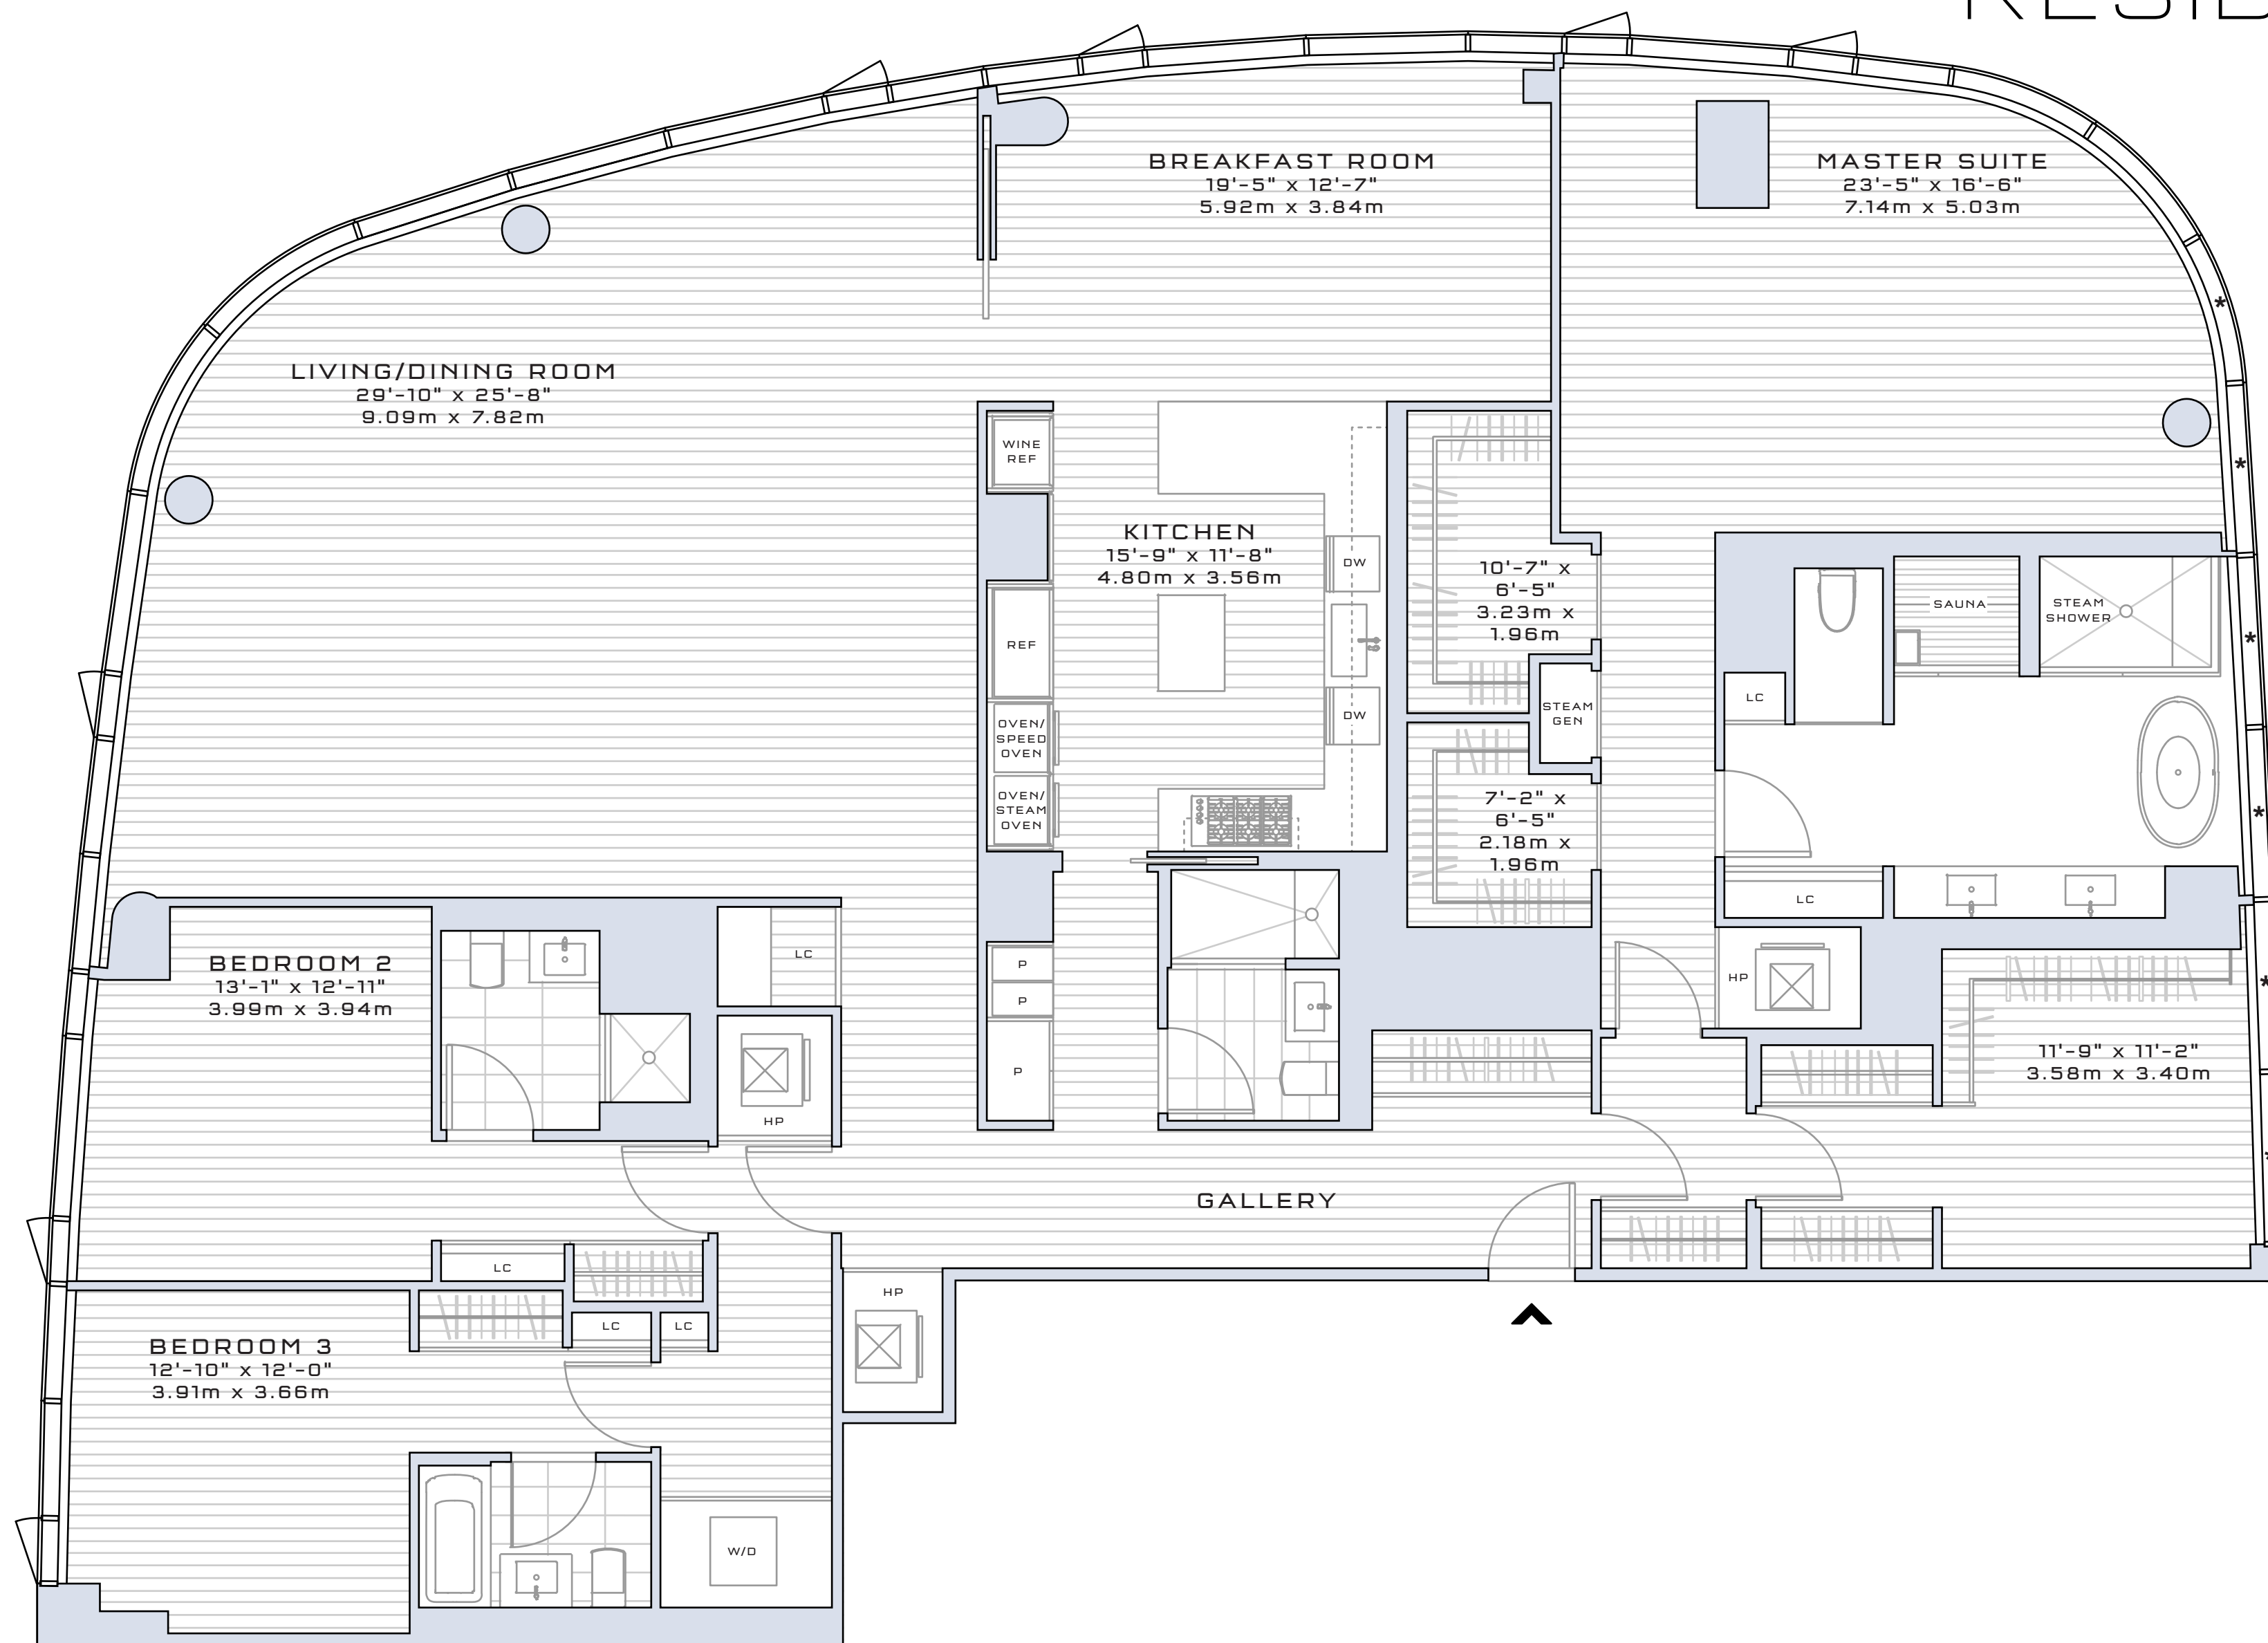 RESID
BREAKFAST ROOM
19'-5" x 12'-7"
5.92m x 3.84m
MASTER SUITE
23'-5" x 16'-6"
7.14m x 5.03m
LIVING/DINING ROOM
29'-10" x 25'-8"
9.09m x 7.82m
WINE
REF
KITCHEN
15'-9" x 11'-8"
4.80m x 3.56m
DW
10'-7" x
6'-5"
3.23m x
1.96m
SAUNA
STEAM
SHOWER
REF
STEAM
GEN
LC
DW
OVEN/
SPEED
OVEN
OVEN/
STEAM
OVEN
7'-2" x
6'-5"
2.18m x
1.96m
LC
BEDROOM 2
13'-1" x 12'-11"
3.99m x 3.94m
LC
P
P
P
HP
HP
11'-9" x 11'-2"
3.58m x 3.40m
GALLERY
LC
HP
LC
LC
BEDROOM 3
12'-10" x 12'-0"
3.91m x 3.66m
W/D